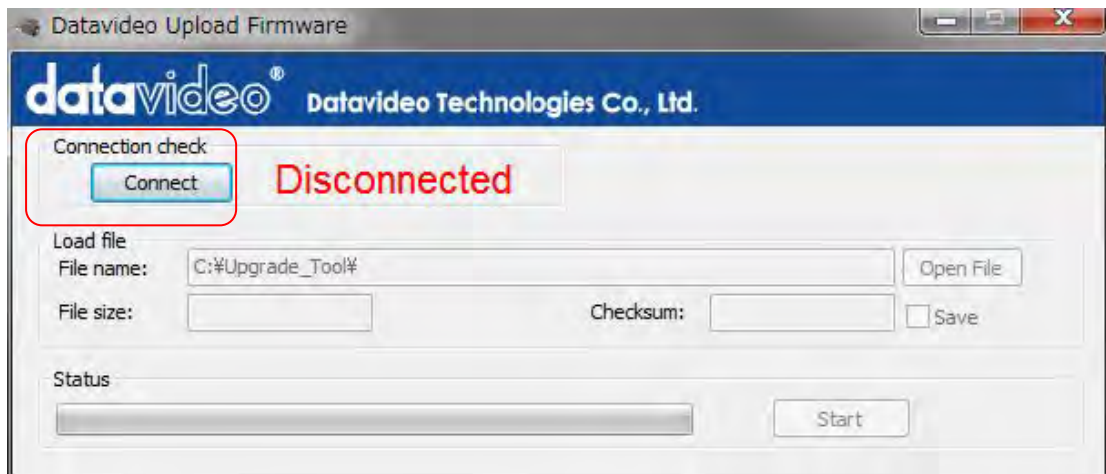 Datavideo Upload Firmware
datavideo® Datavideo Technologies Co., Ltd.
Connection check
Connect Disconnected
Load file
File name: C:¥Upgrade_Tool¥ Open File
File size: Checksum: Save
Status
Start